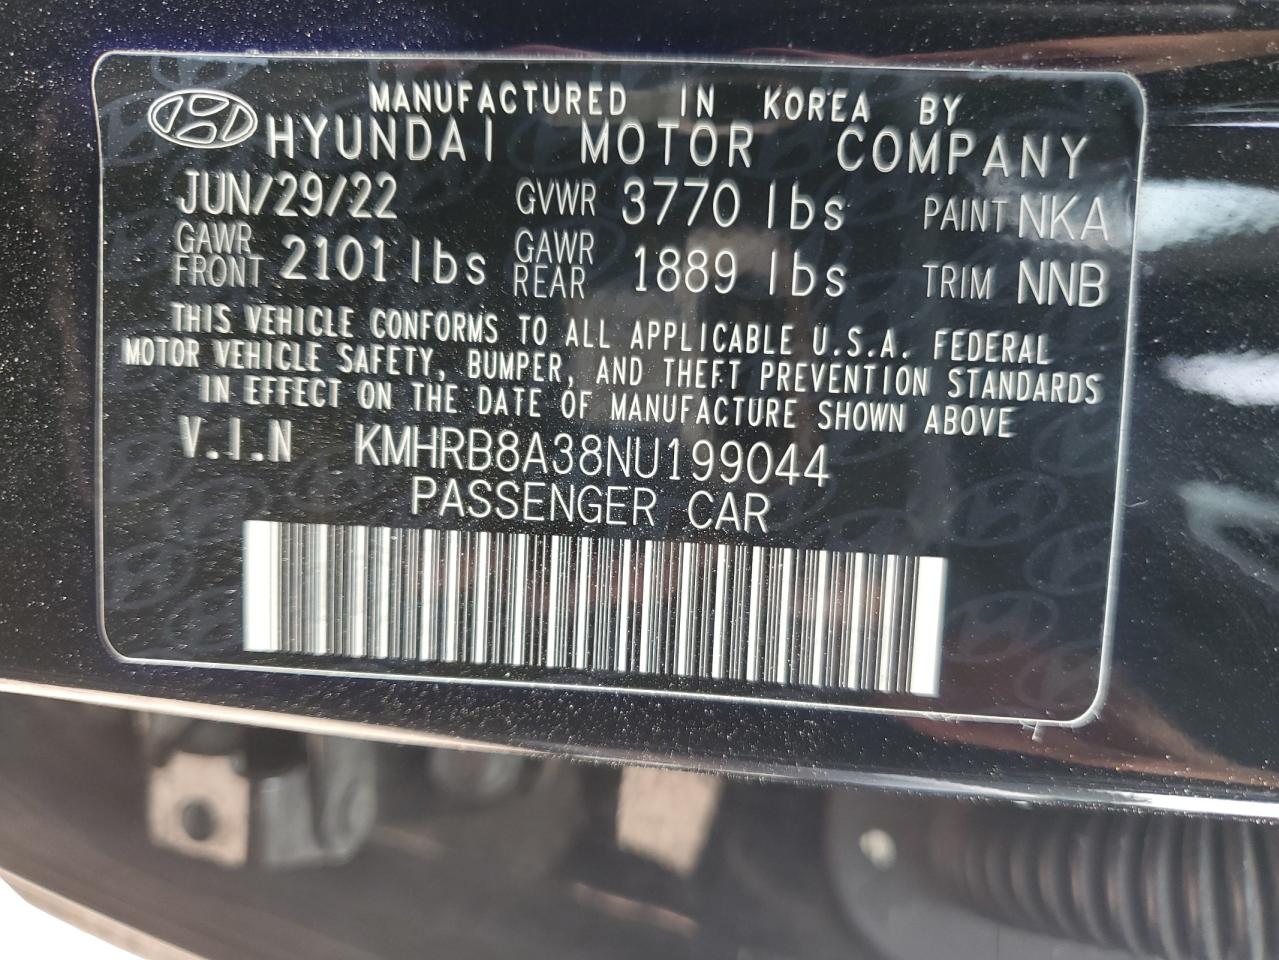 MANUFACTURED IN KOREA BY
HYUNDAI MOTOR COMPANY
JUN/29/22 GVWR 3770 lbs PAINT NKA
GAWR FRONT 2101 lbs GAWR REAR 1889 lbs TRIM NNB
THIS VEHICLE CONFORMS TO ALL APPLICABLE U.S.A. FEDERAL
MOTOR VEHICLE SAFETY, BUMPER, AND THEFT PREVENTION STANDARDS
IN EFFECT ON THE DATE OF MANUFACTURE SHOWN ABOVE
V.I.N KMHRB8A38NU199044
PASSENGER CAR